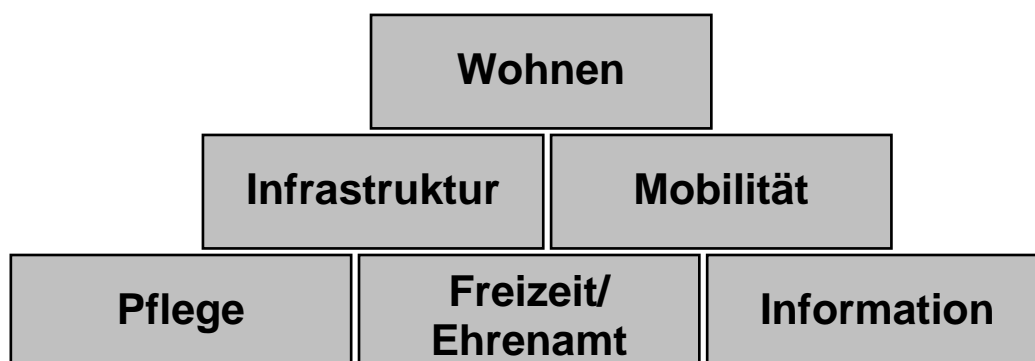 Wohnen
Infrastruktur
Mobilität
Pflege
Freizeit/
Ehrenamt
Information